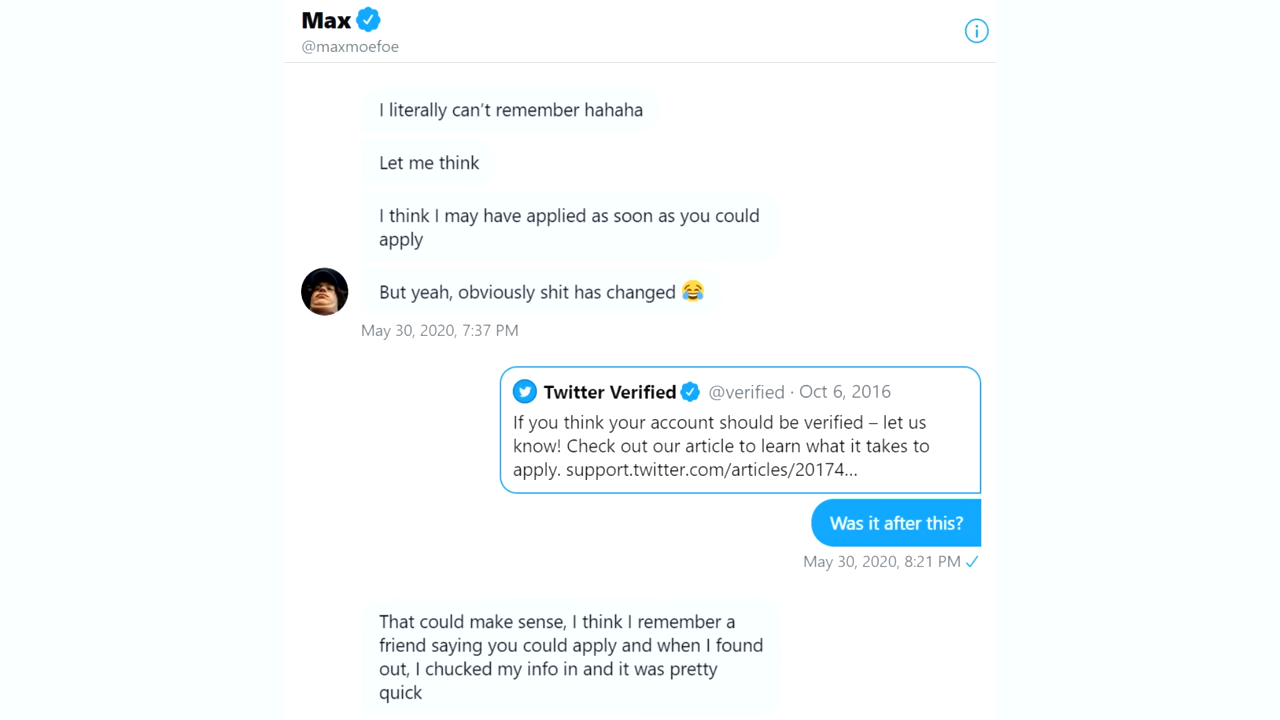 Max
@maxmoefoe
I literally can't remember hahaha
Let me think
I think I may have applied as soon as you could
apply
But yeah, obviously shit has changed 😂
May 30, 2020, 7:37 PM
Twitter Verified @verified · Oct 6, 2016
If you think your account should be verified – let us
know! Check out our article to learn what it takes to
apply. support.twitter.com/articles/20174...
Was it after this?
May 30, 2020, 8:21 PM ✓
That could make sense, I think I remember a
friend saying you could apply and when I found
out, I chucked my info in and it was pretty
quick